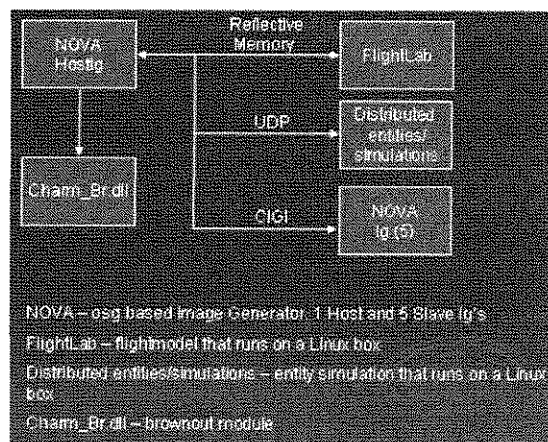 NOVA
HostIg
Reflective
Memory
FlightLab
UDP
Distributed
entities/
simulations
Charm_Br.dll
CIGI
NOVA
Ig (5)
NOVA – osg based Image Generator. 1 Host and 5 Slave Ig's
FlightLab – flightmodel that runs on a Linux box
Distributed entities/simulations – entity simulation that runs on a Linux
box
Charm_Br.dll – brownout module